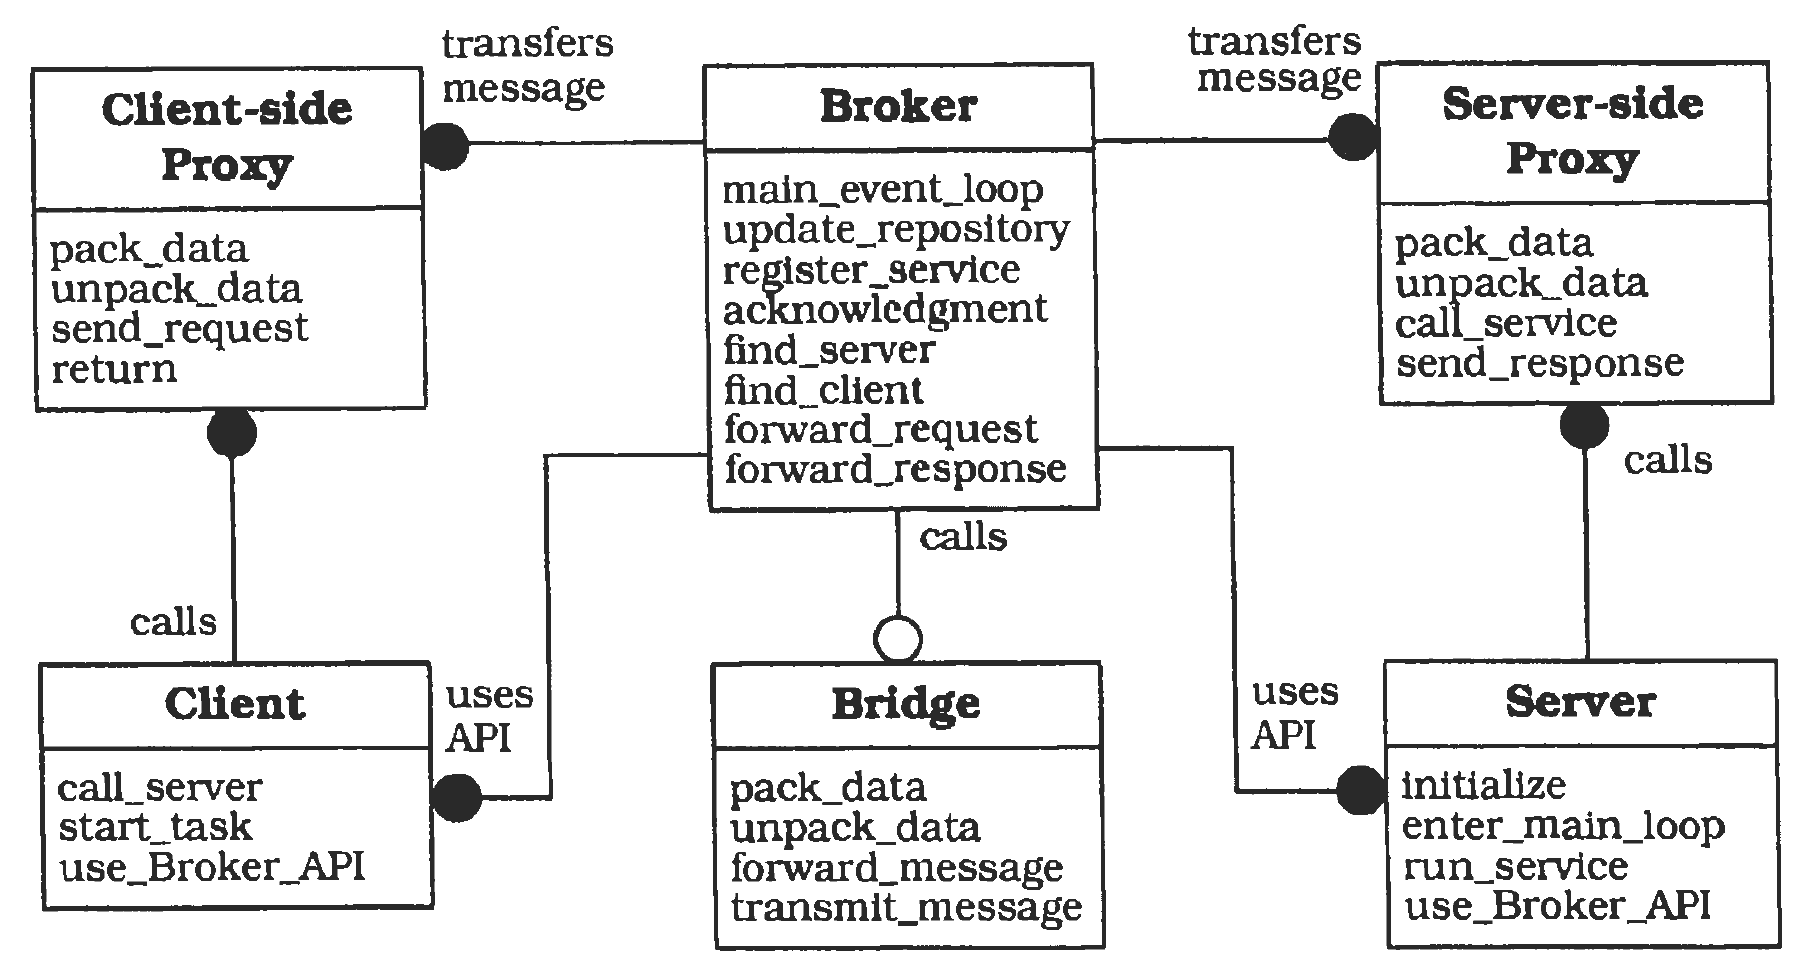 transfers
message
Client-side
Proxy
pack_data
unpack_data
send_request
return
Broker
main_event_loop
update_repository
register_service
acknowledgment
find_server
find_client
forward_request
forward_response
transfers
message
Server-side
Proxy
pack_data
unpack_data
call_service
send_response
calls
calls
calls
Client
call_server
start_task
use_Broker_API
uses
API
Bridge
pack_data
unpack_data
forward_message
transmit_message
uses
API
Server
initialize
enter_main_loop
run_service
use_Broker_API